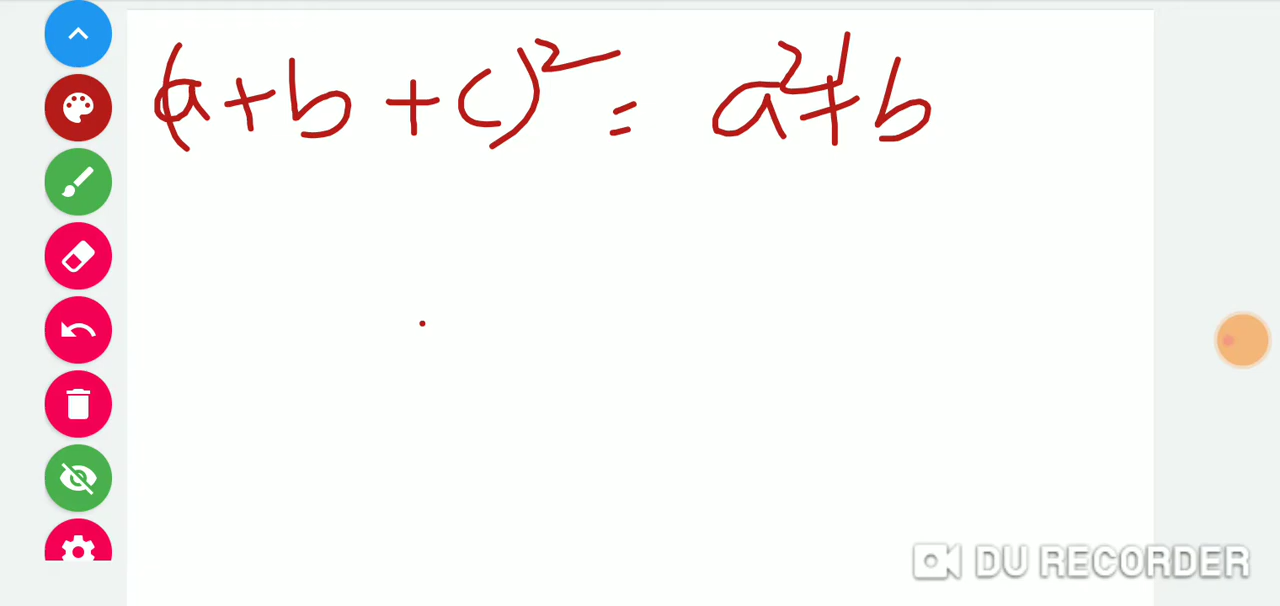 (a+b+c)² = a²+b
DU RECORDER